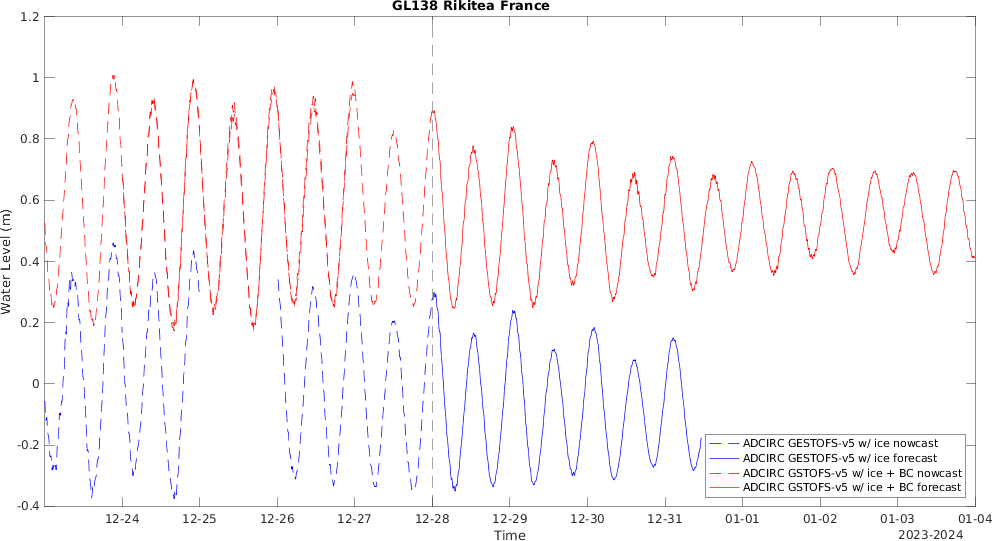 GL138 Rikitea France
1.2
1
0.8
0.6
0.4
0.2
0
-0.2
-0.4
Water Level (m)
ADCIRC GESTOFS-v5 w/ ice nowcast
ADCIRC GESTOFS-v5 w/ ice forecast
ADCIRC GSTOFS-v5 w/ ice + BC nowcast
ADCIRC GSTOFS-v5 w/ ice + BC forecast
12-24 12-25 12-26 12-27 12-28 12-29 12-30 12-31 01-01 01-02 01-03 01-04
Time
2023-2024